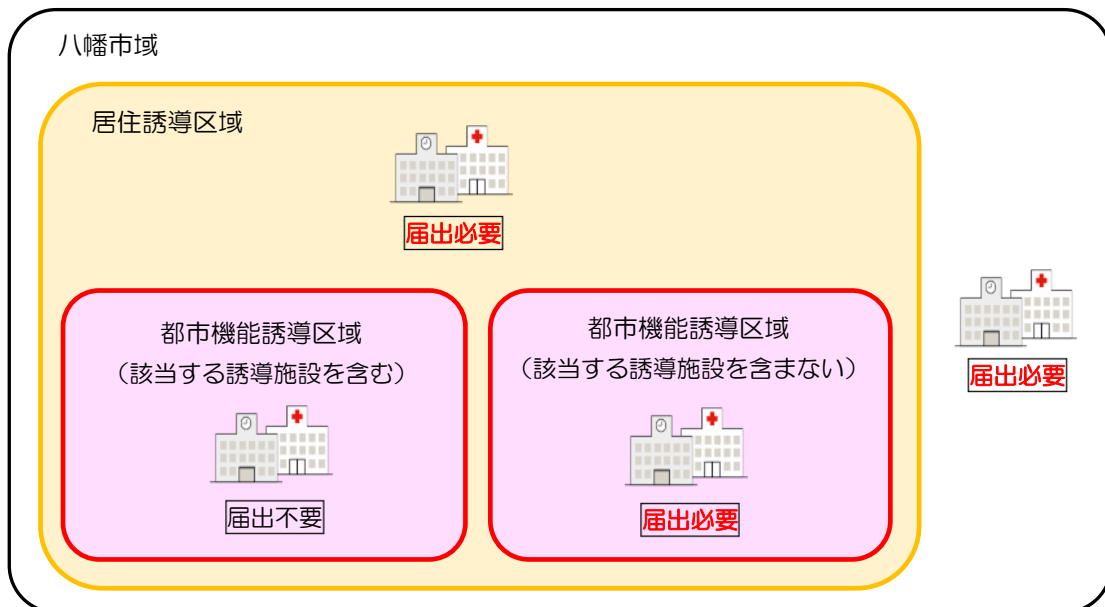 八幡市域
居住誘導区域
届出必要
都市機能誘導区域
（該当する誘導施設を含む）
届出不要
都市機能誘導区域
（該当する誘導施設を含まない）
届出必要
届出必要